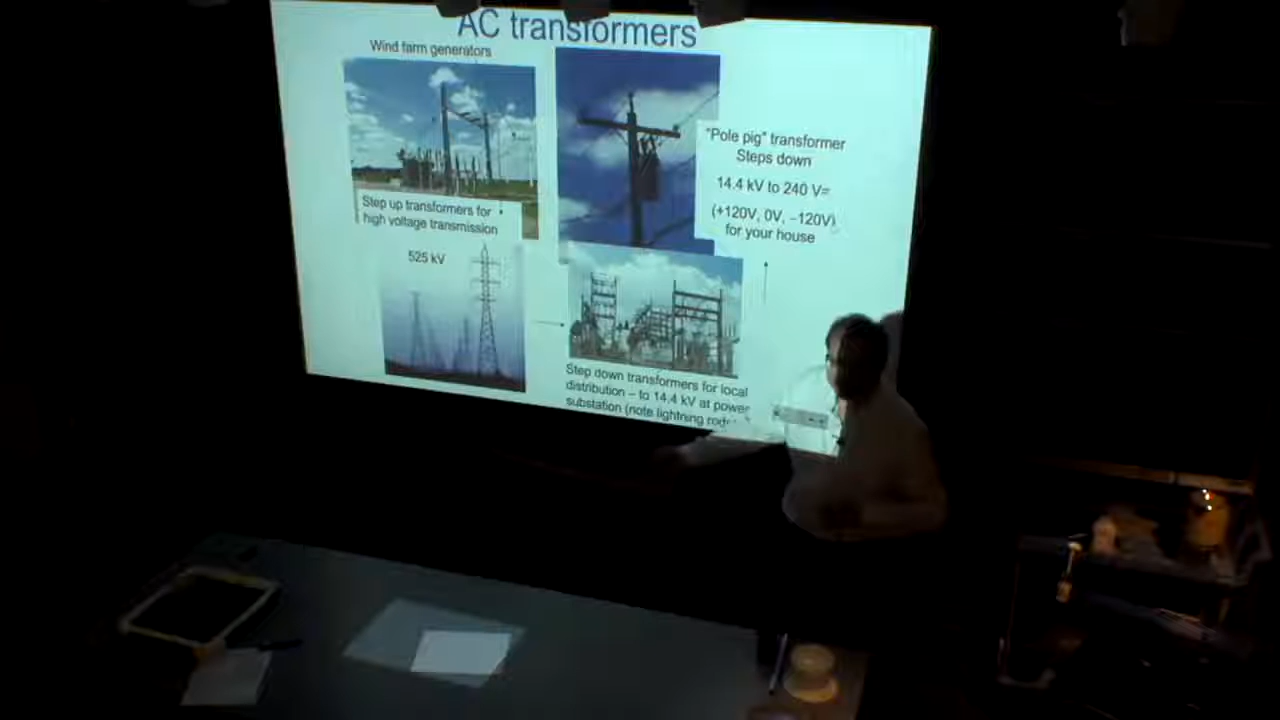 AC transformers
Wind farm generators
Step up transformers for
high voltage transmission
525 kV
"Pole pig" transformer
Steps down
14.4 kV to 240 V=
(+120V, 0V, –120V)
for your house
Step down transformers for local
distribution – to 14.4 kV at power
substation (note lightning rods